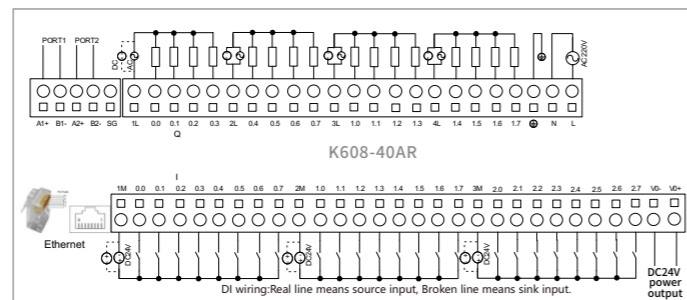 PORT1 PORT2
DC AC
AC220V
A1+ B1- A2+ B2- SG 1L 0.0 0.1 0.2 0.3 2L 0.4 0.5 0.6 0.7 3L 1.0 1.1 1.2 1.3 4L 1.4 1.5 1.6 1.7 N L
Q
K608-40AR
I
1M 0.0 0.1 0.2 0.3 0.4 0.5 0.6 0.7 2M 1.0 1.1 1.2 1.3 1.4 1.5 1.6 1.7 3M 2.0 2.1 2.2 2.3 2.4 2.5 2.6 2.7 V0- V0+
Ethernet
DC24V DC24V DC24V
DI wiring:Real line means source input, Broken line means sink input.
DC24V
power
output